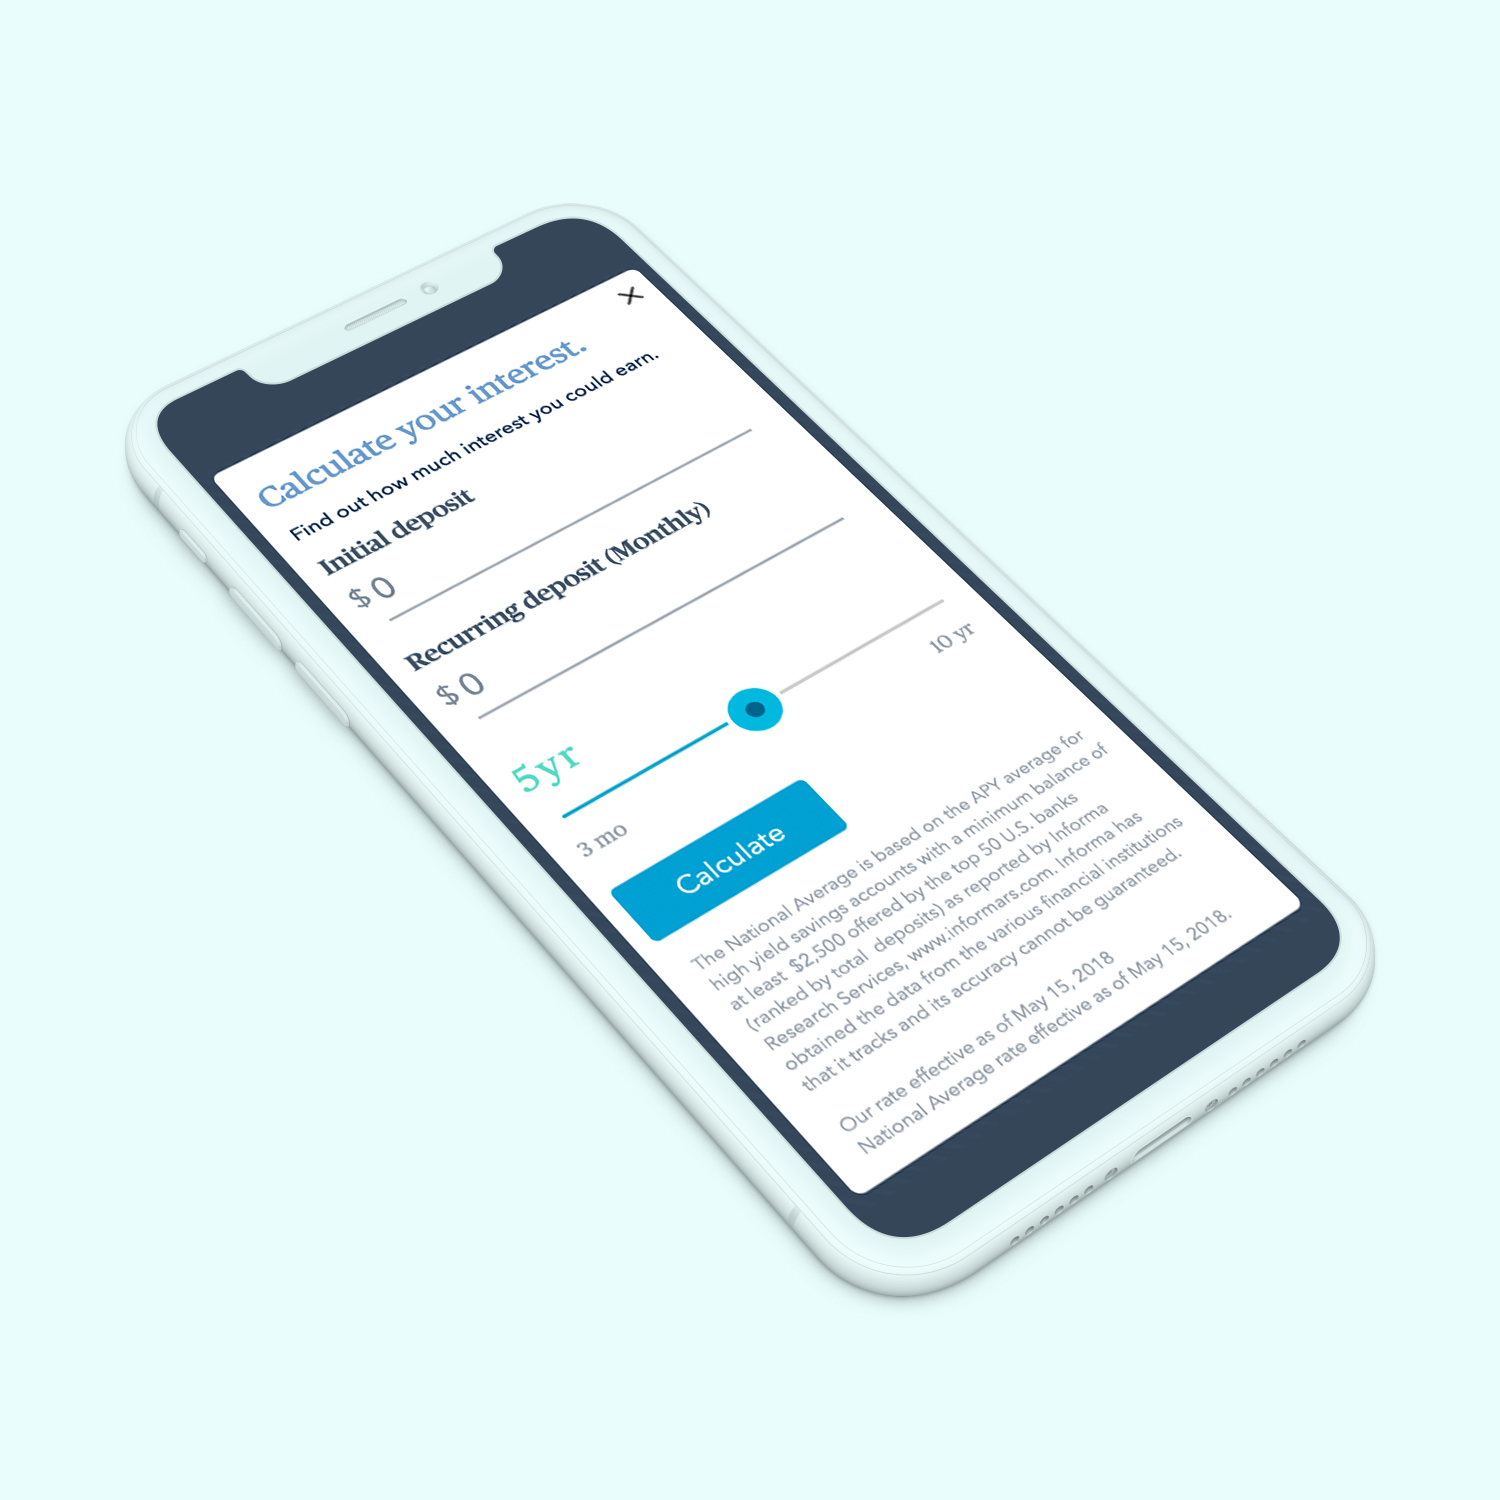 Calculate your interest.
Find out how much interest you could earn.
Initial deposit
$ 0
Recurring deposit (Monthly)
$ 0
5yr
3 mo
10 yr
Calculate
The National Average is based on the APY average for
high yield savings accounts with a minimum balance of
at least $2,500 offered by the top 50 U.S. banks
(ranked by total deposits) as reported by Informa
Research Services, www.informars.com. Informa has
obtained the data from the various financial institutions
that it tracks and its accuracy cannot be guaranteed.
Our rate effective as of May 15, 2018
National Average rate effective as of May 15, 2018.